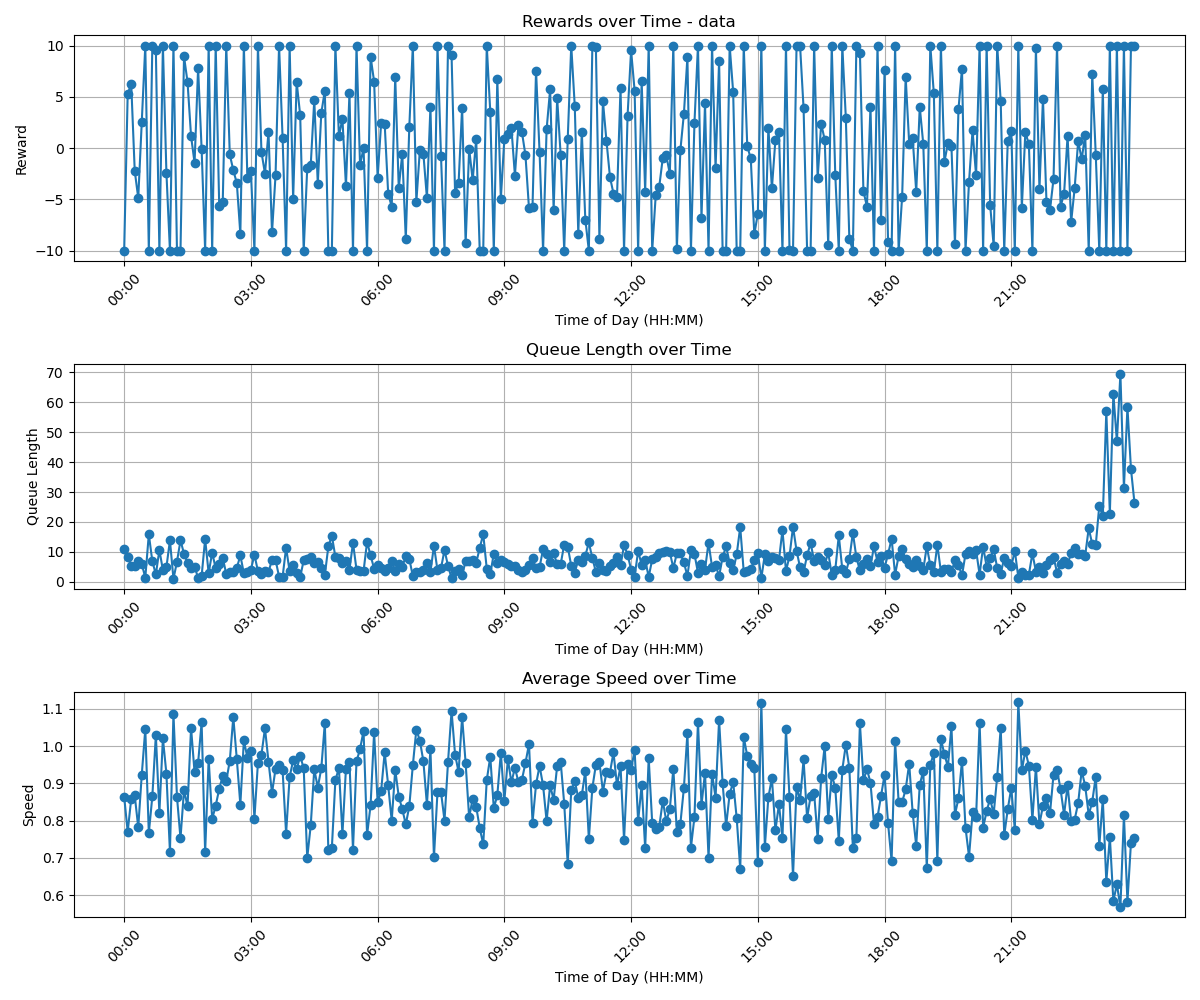 Rewards over Time - data
10
5
0
−5
−10
Reward
00:00 03:00 06:00 09:00 12:00 15:00 18:00 21:00
Time of Day (HH:MM)
Queue Length over Time
70
60
50
40
30
20
10
0
Queue Length
00:00 03:00 06:00 09:00 12:00 15:00 18:00 21:00
Time of Day (HH:MM)
Average Speed over Time
1.1
1.0
0.9
0.8
0.7
0.6
Speed
00:00 03:00 06:00 09:00 12:00 15:00 18:00 21:00
Time of Day (HH:MM)